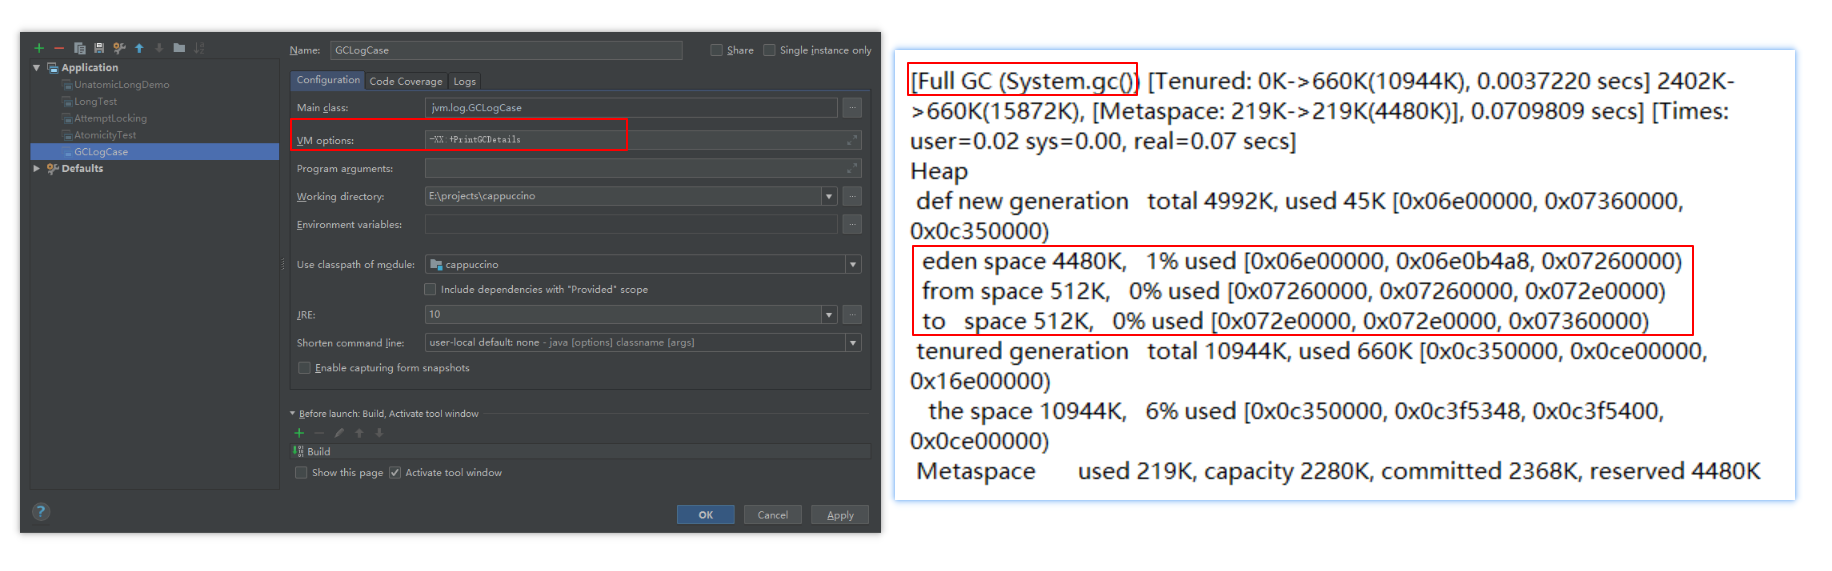 Name: GCLogCase
Share Single instance only
Application
UnatomicLongDemo
LongTest
AttemptLocking
AtomicityTest
GCLogCase
Defaults
Configuration Code Coverage Logs
Main class: jvm.log.GCLogCase
VM options: -XX:+PrintGCDetails
Program arguments:
Working directory: E:\projects\cappuccino
Environment variables:
Use classpath of module: cappuccino
Include dependencies with "Provided" scope
JRE: 10
Shorten command line: user-local default: none - java [options] classname [args]
Enable capturing form snapshots
Before launch: Build, Activate tool window
Build
Show this page Activate tool window
? OK Cancel Apply
[Full GC (System.gc()) [Tenured: 0K->660K(10944K), 0.0037220 secs] 2402K-
>660K(15872K), [Metaspace: 219K->219K(4480K)], 0.0709809 secs] [Times:
user=0.02 sys=0.00, real=0.07 secs]
Heap
def new generation total 4992K, used 45K [0x06e00000, 0x07360000,
0x0c350000)
eden space 4480K, 1% used [0x06e00000, 0x06e0b4a8, 0x07260000)
from space 512K, 0% used [0x07260000, 0x07260000, 0x072e0000)
to space 512K, 0% used [0x072e0000, 0x072e0000, 0x07360000)
tenured generation total 10944K, used 660K [0x0c350000, 0x0ce00000,
0x16e00000)
the space 10944K, 6% used [0x0c350000, 0x0c3f5348, 0x0c3f5400,
0x0ce00000)
Metaspace used 219K, capacity 2280K, committed 2368K, reserved 4480K